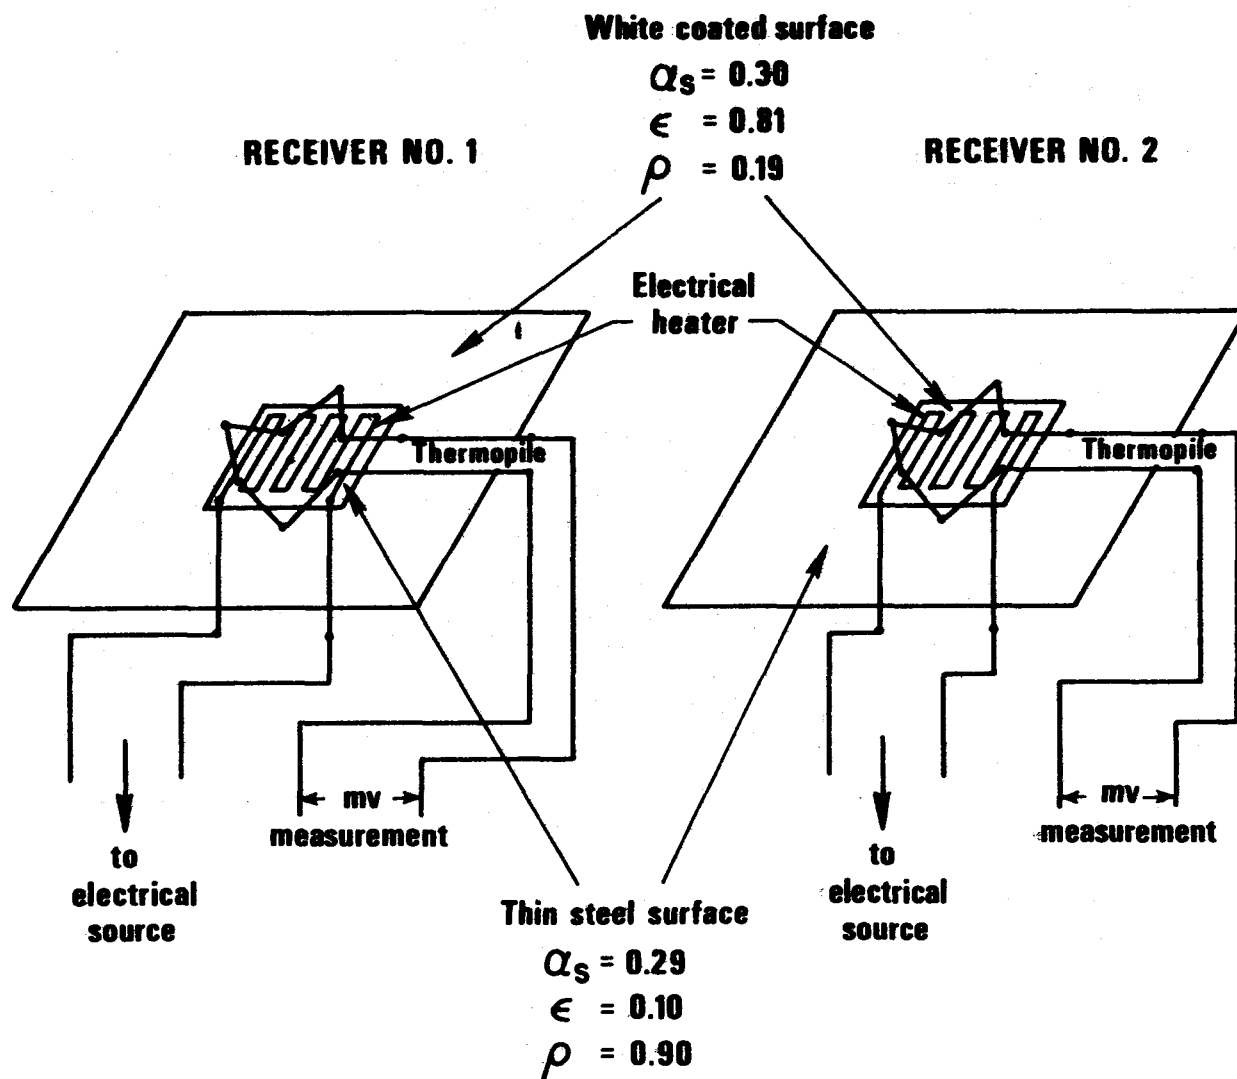 White coated surface
αs = 0.30
ϵ = 0.81
ρ = 0.19
RECEIVER NO. 1
RECEIVER NO. 2
Electrical
heater
Thermopile
Thermopile
mv
measurement
mv
measurement
to
electrical
source
to
electrical
source
Thin steel surface
αs = 0.29
ϵ = 0.10
ρ = 0.90